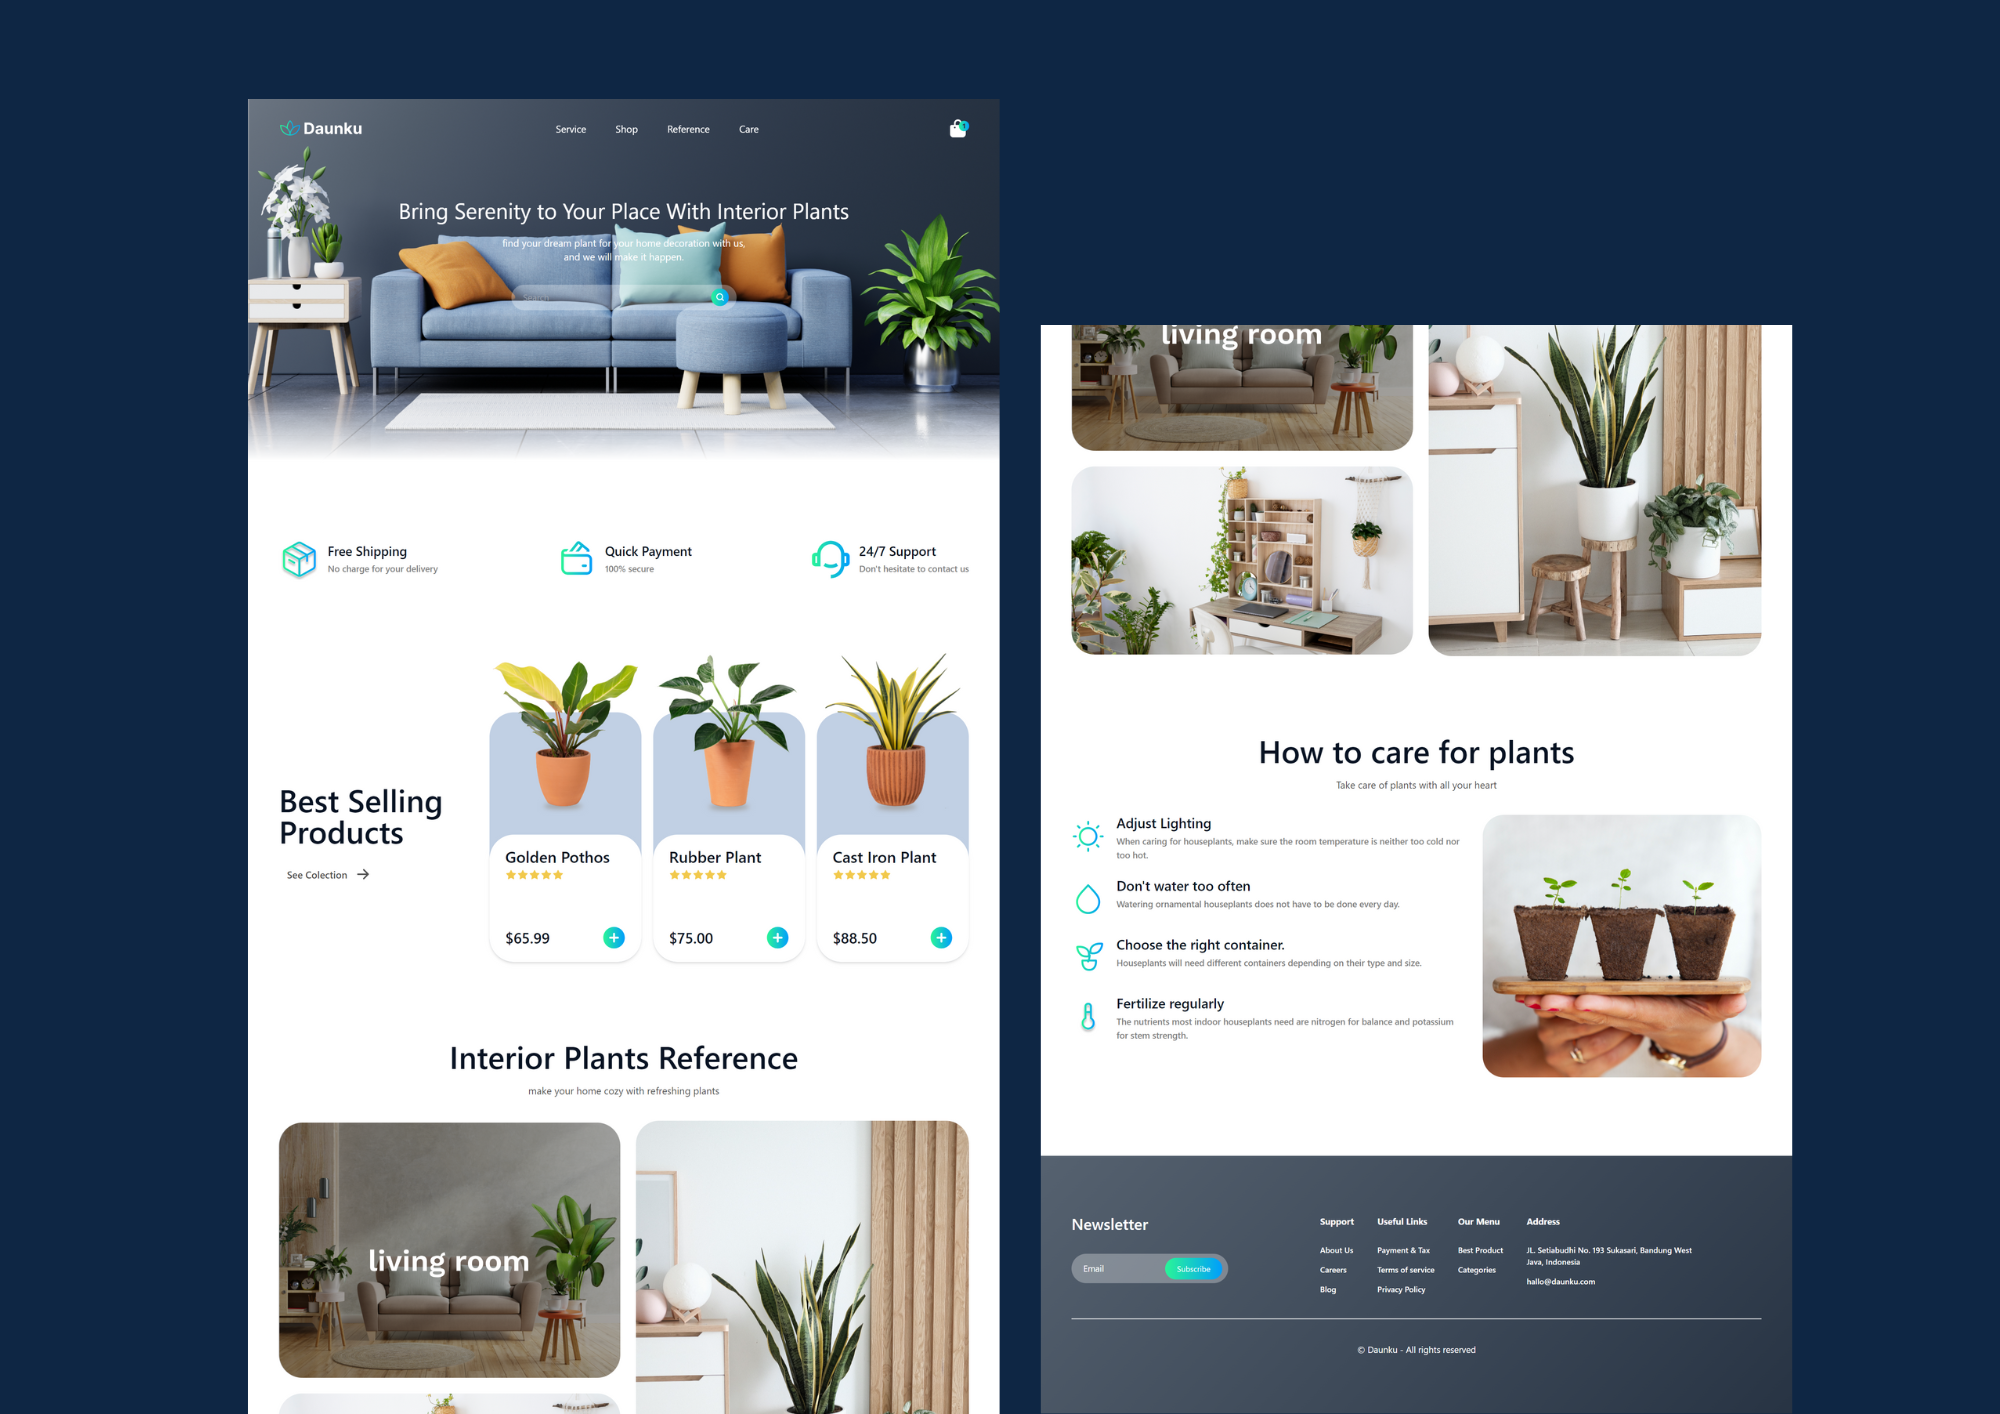 Daunku
Service
Shop
Reference
Care
Bring Serenity to Your Place With Interior Plants
find your dream plant for your home decoration with us,
and we will make it happen.
Search
Free Shipping
No charge for your delivery
Quick Payment
100% secure
24/7 Support
Don't hesitate to contact us
Best Selling
Products
See Colection
Golden Pothos
$65.99
Rubber Plant
$75.00
Cast Iron Plant
$88.50
Interior Plants Reference
make your home cozy with refreshing plants
living room
living room
How to care for plants
Take care of plants with all your heart
Adjust Lighting
When caring for houseplants, make sure the room temperature is neither too cold nor
too hot.
Don't water too often
Watering ornamental houseplants does not have to be done every day.
Choose the right container.
Houseplants will need different containers depending on their type and size.
Fertilize regularly
The nutrients most indoor houseplants need are nitrogen for balance and potassium
for stem strength.
Newsletter
Email
Subscribe
Support
About Us
Careers
Blog
Useful Links
Payment & Tax
Terms of service
Privacy Policy
Our Menu
Best Product
Categories
Address
JL. Setiabudhi No. 193 Sukasari, Bandung West
Java, Indonesia
hallo@daunku.com
© Daunku - All rights reserved